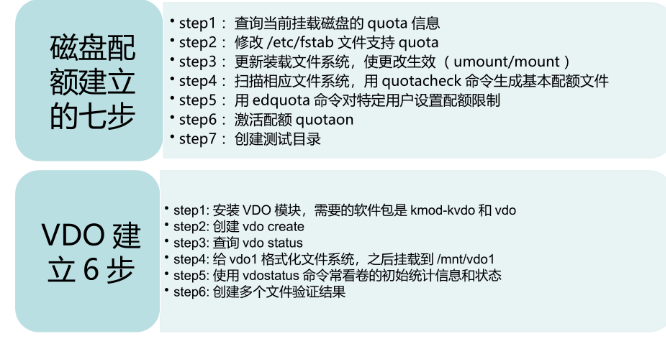 磁盘配
额建立
的七步
• step1 ：查询当前挂载磁盘的 quota 信息
• step2 ：修改 /etc/fstab 文件支持 quota
• step3 ：更新装载文件系统，使更改生效（ umount/mount ）
• step4 ：扫描相应文件系统，用 quotacheck 命令生成基本配额文件
• step5 ：用 edquota 命令对特定用户设置配额限制
• step6 ：激活配额 quotaon
• step7 ：创建测试目录
VDO 建
立 6 步
• step1: 安装 VDO 模块，需要的软件包是 kmod-kvdo 和 vdo
• step2: 创建 vdo create
• step3: 查询 vdo status
• step4: 给 vdo1 格式化文件系统，之后挂载到 /mnt/vdo1
• step5: 使用 vdostatus 命令常看卷的初始统计信息和状态
• step6: 创建多个文件验证结果